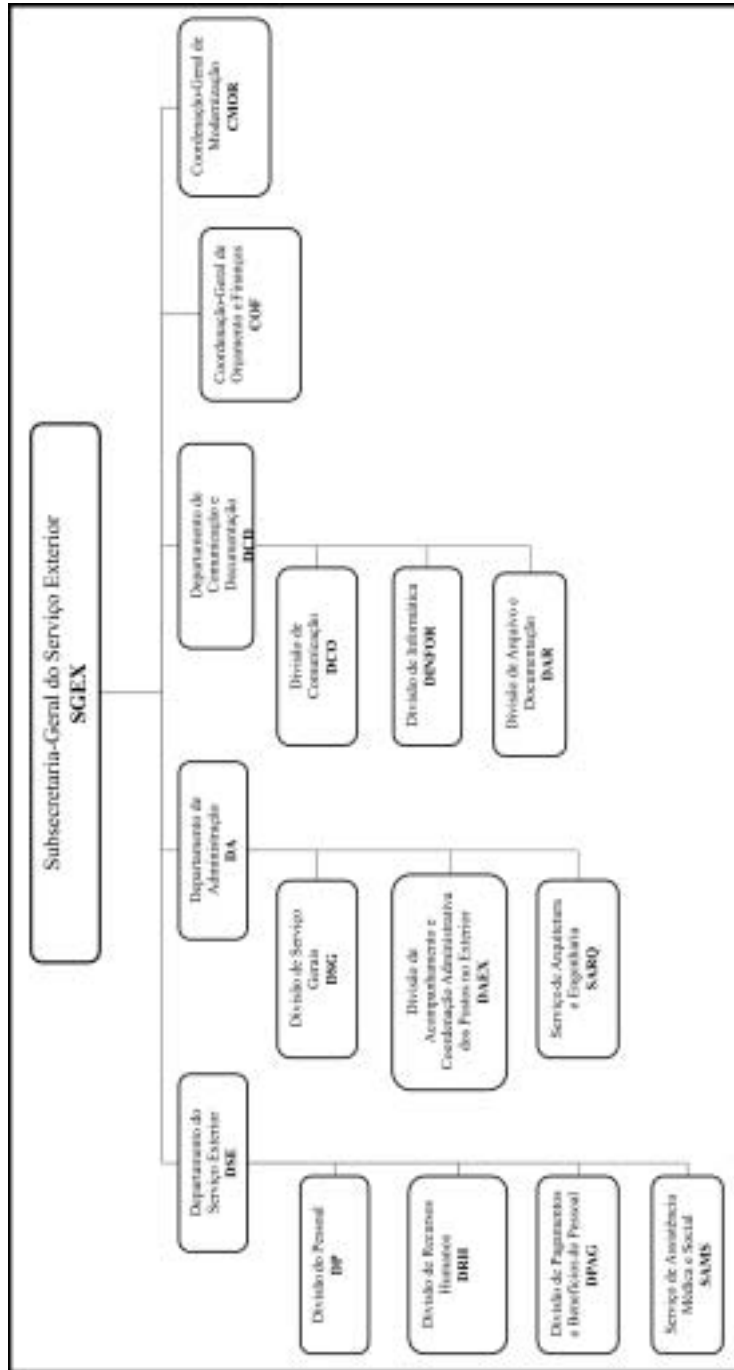 Subsecretaria-Geral do Serviço Exterior
SGEX
Departamento do
Serviço Exterior
DSE
Divisão do Pessoal
DP
Divisão de Recursos
Humanos
DRH
Divisão de Pagamentos
e Benefícios do Pessoal
DPAG
Serviço de Assistência
Médica e Social
SAMS
Departamento de
Administração
DA
Divisão de Serviço
Gerais
DSG
Divisão de
Acompanhamento e
Coordenação Administrativa
dos Postos no Exterior
DAEX
Serviço de Arquitetura
e Engenharia
SARQ
Departamento de
Comunicação e
Documentação
DCD
Divisão de
Comunicação
DCO
Divisão de Informática
DINFOR
Divisão de Arquivo e
Documentação
DAR
Coordenação-Geral de
Orçamento e Finanças
COF
Coordenação-Geral de
Modernização
CMOR